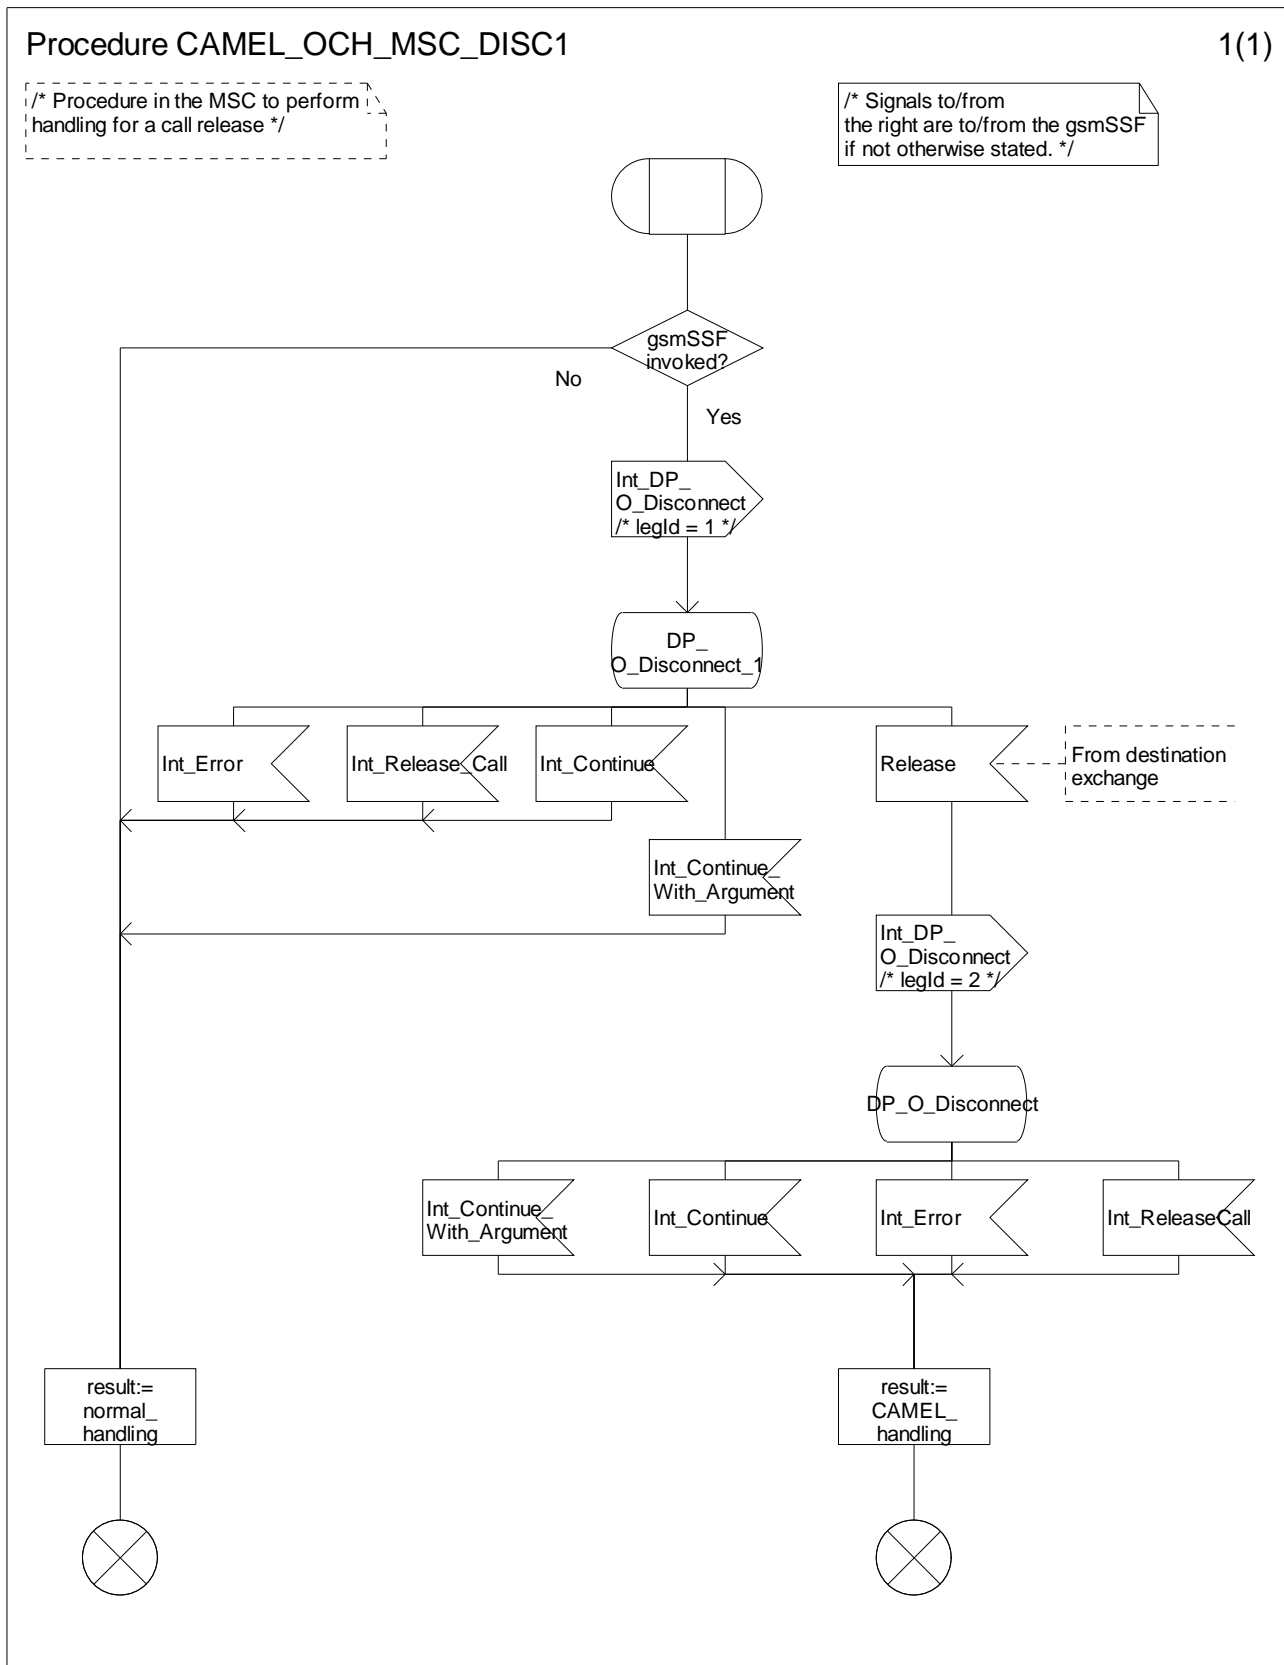 Procedure CAMEL_OCH_MSC_DISC1
1(1)
/* Procedure in the MSC to perform
handling for a call release */
/* Signals to/from
the right are to/from the gsmSSF
if not otherwise stated. */
gsmSSF
invoked?
No
Yes
Int_DP_
O_Disconnect
/* legId = 1 */
DP_
O_Disconnect_1
Int_Error
Int_Release_Call
Int_Continue
Release
From destination
exchange
Int_Continue_
With_Argument
Int_DP_
O_Disconnect
/* legId = 2 */
DP_O_Disconnect
Int_Continue_
With_Argument
Int_Continue
Int_Error
Int_ReleaseCall
result:=
normal_
handling
result:=
CAMEL_
handling